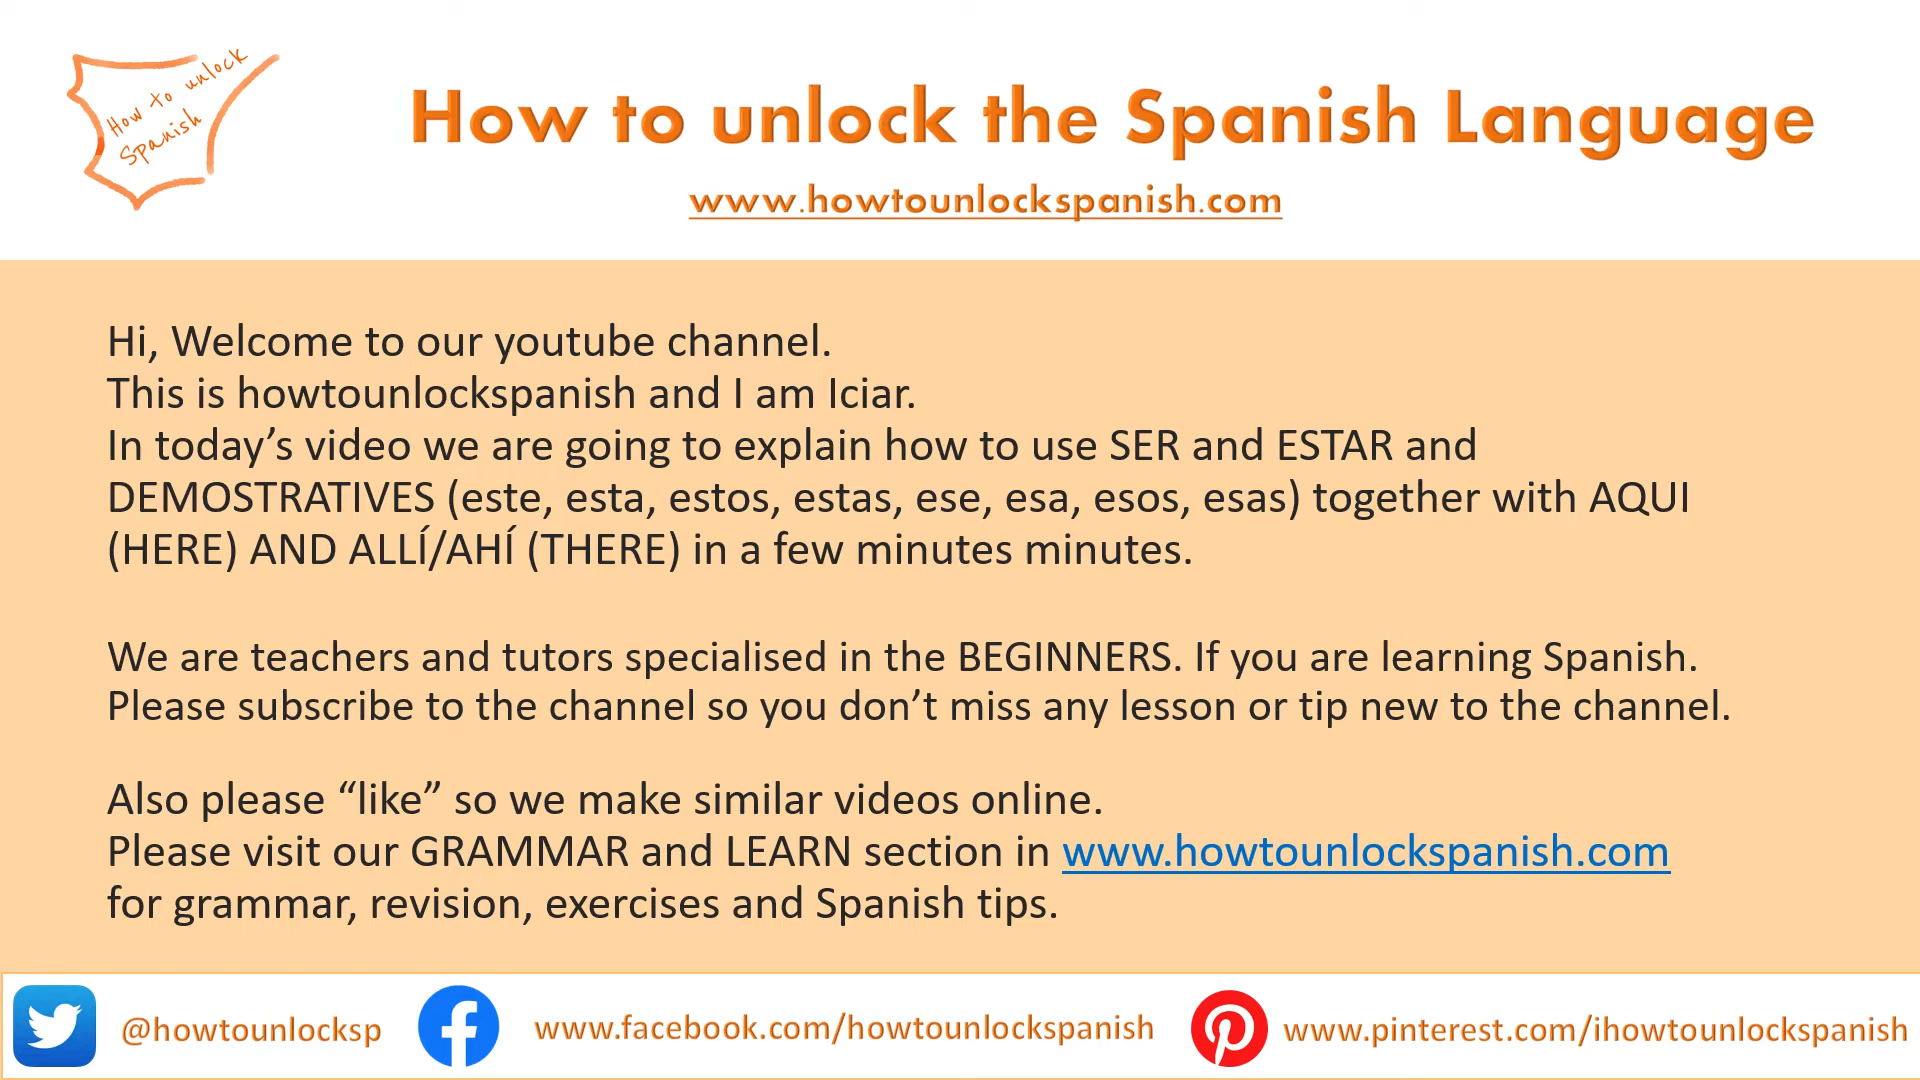 How to unlock
Spanish
How to unlock the Spanish Language
www.howtounlockspanish.com
Hi, Welcome to our youtube channel.
This is howtounlockspanish and I am Iciar.
In today’s video we are going to explain how to use SER and ESTAR and
DEMOSTRATIVES (este, esta, estos, estas, ese, esa, esos, esas) together with AQUI
(HERE) AND ALLÍ/AHÍ (THERE) in a few minutes minutes.
We are teachers and tutors specialised in the BEGINNERS. If you are learning Spanish.
Please subscribe to the channel so you don’t miss any lesson or tip new to the channel.
Also please “like” so we make similar videos online.
Please visit our GRAMMAR and LEARN section in www.howtounlockspanish.com
for grammar, revision, exercises and Spanish tips.
@howtounlocksp
www.facebook.com/howtounlockspanish
www.pinterest.com/ihowtounlockspanish